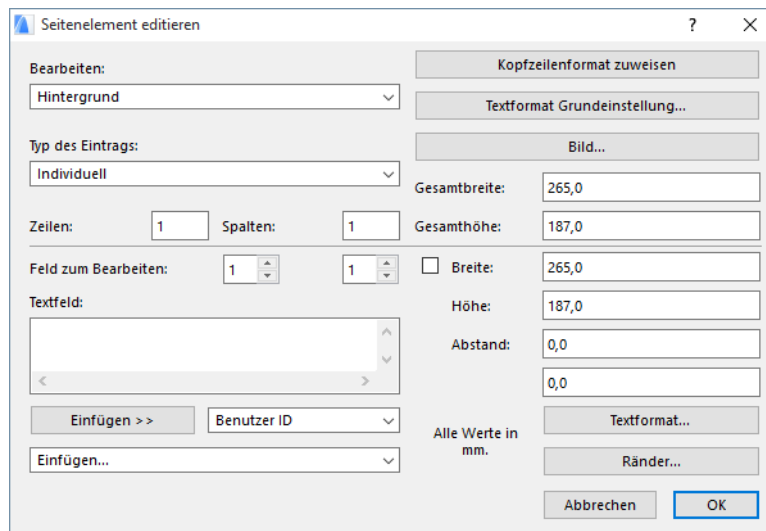 Seitenelement editieren
?
Bearbeiten:
Hintergrund
Kopfzeilenformat zuweisen
Textformat Grundeinstellung...
Typ des Eintrags:
Individuell
Bild...
Gesamtbreite: 265,0
Zeilen: 1 Spalten: 1
Gesamthöhe: 187,0
Feld zum Bearbeiten: 1 1
Breite: 265,0
Textfeld:
Höhe: 187,0
Abstand: 0,0
0,0
Einfügen >> Benutzer ID
Einfügen...
Alle Werte in
mm.
Textformat...
Ränder...
Abbrechen OK